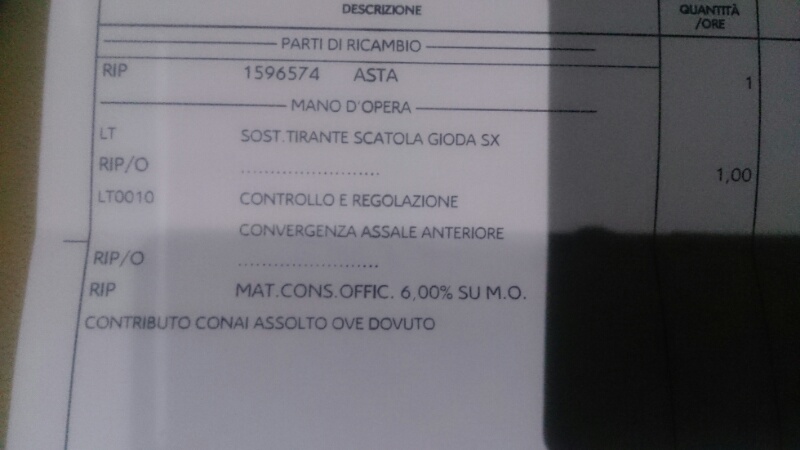 DESCRIZIONE QUANTITÀ
/ORE
PARTI DI RICAMBIO
RIP 1596574 ASTA 1
MANO D'OPERA
LT SOST.TIRANTE SCATOLA GIODA SX
RIP/O ........................ 1,00
LT0010 CONTROLLO E REGOLAZIONE
CONVERGENZA ASSALE ANTERIORE
RIP/O ........................
RIP MAT.CONS.OFFIC. 6,00% SU M.O.
CONTRIBUTO CONAI ASSOLTO OVE DOVUTO